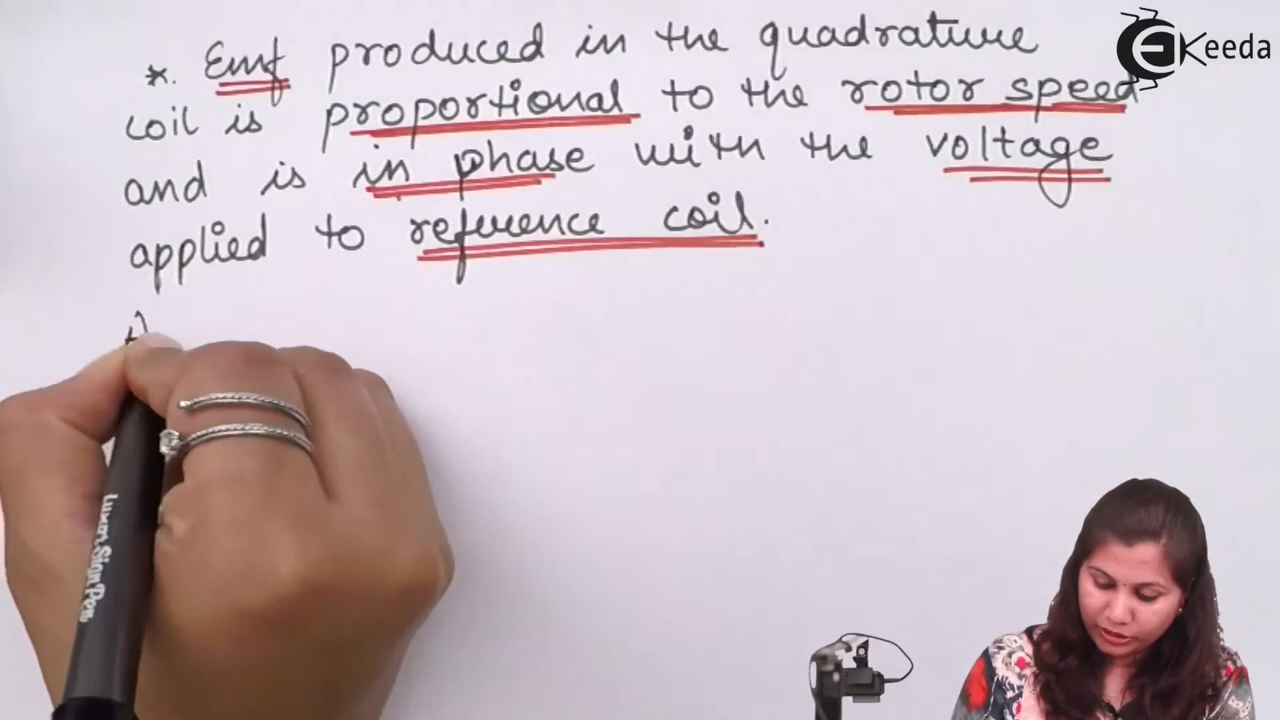 *. Emf produced in the quadrature
coil is proportional to the rotor speed
and is in phase with the voltage
applied to reference coil.
EKeeda
Luxor Sign Pen